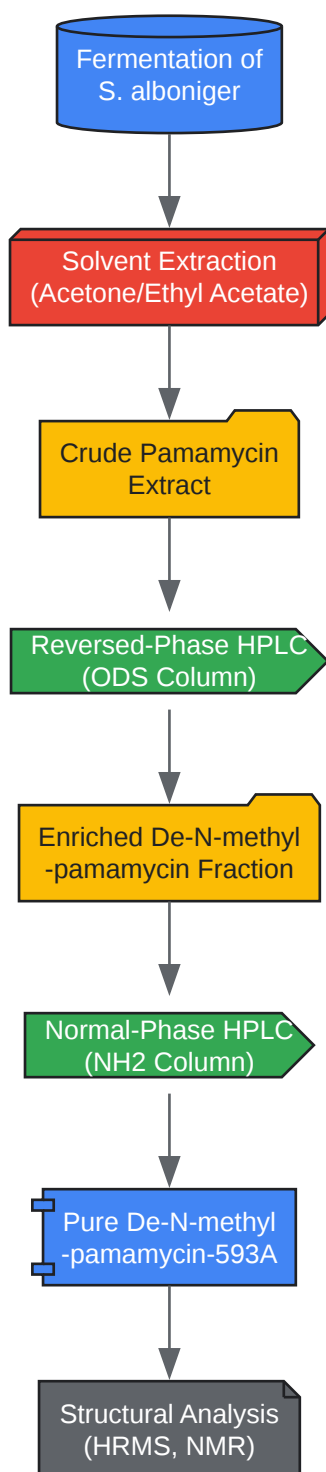 Fermentation of
S. alboniger
Solvent Extraction
(Acetone/Ethyl Acetate)
Crude Pamamycin
Extract
Reversed-Phase HPLC
(ODS Column)
Enriched De-N-methyl
-pamamycin Fraction
Normal-Phase HPLC
(NH2 Column)
Pure De-N-methyl
-pamamycin-593A
Structural Analysis
(HRMS, NMR)